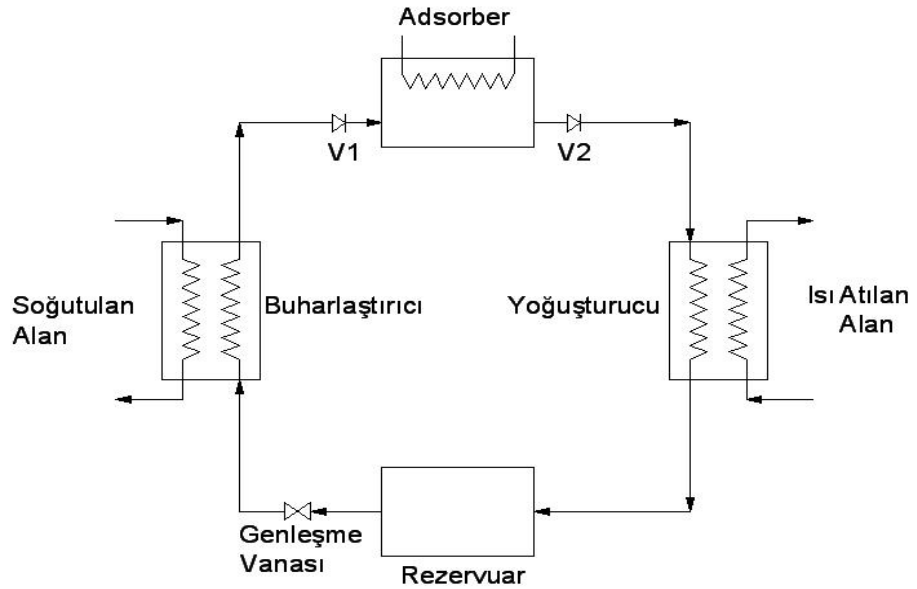 Adsorber
V1
V2
Soğutulan
Alan
Buharlaştırıcı
Yoğuşturucu
Isı Atılan
Alan
Genleşme
Vanası
Rezervuar